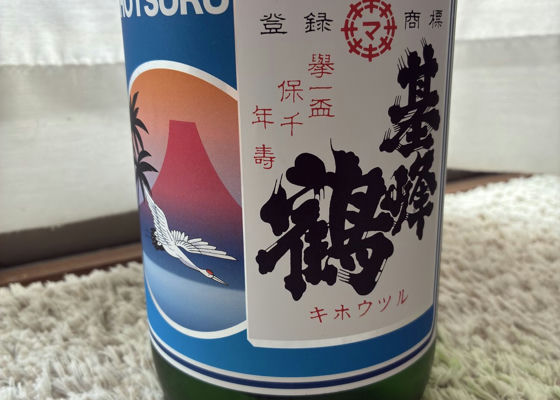 HOTSURU
登録 マ 商標
基峰
鶴
擧一盃
保千
年壽
キホウツル